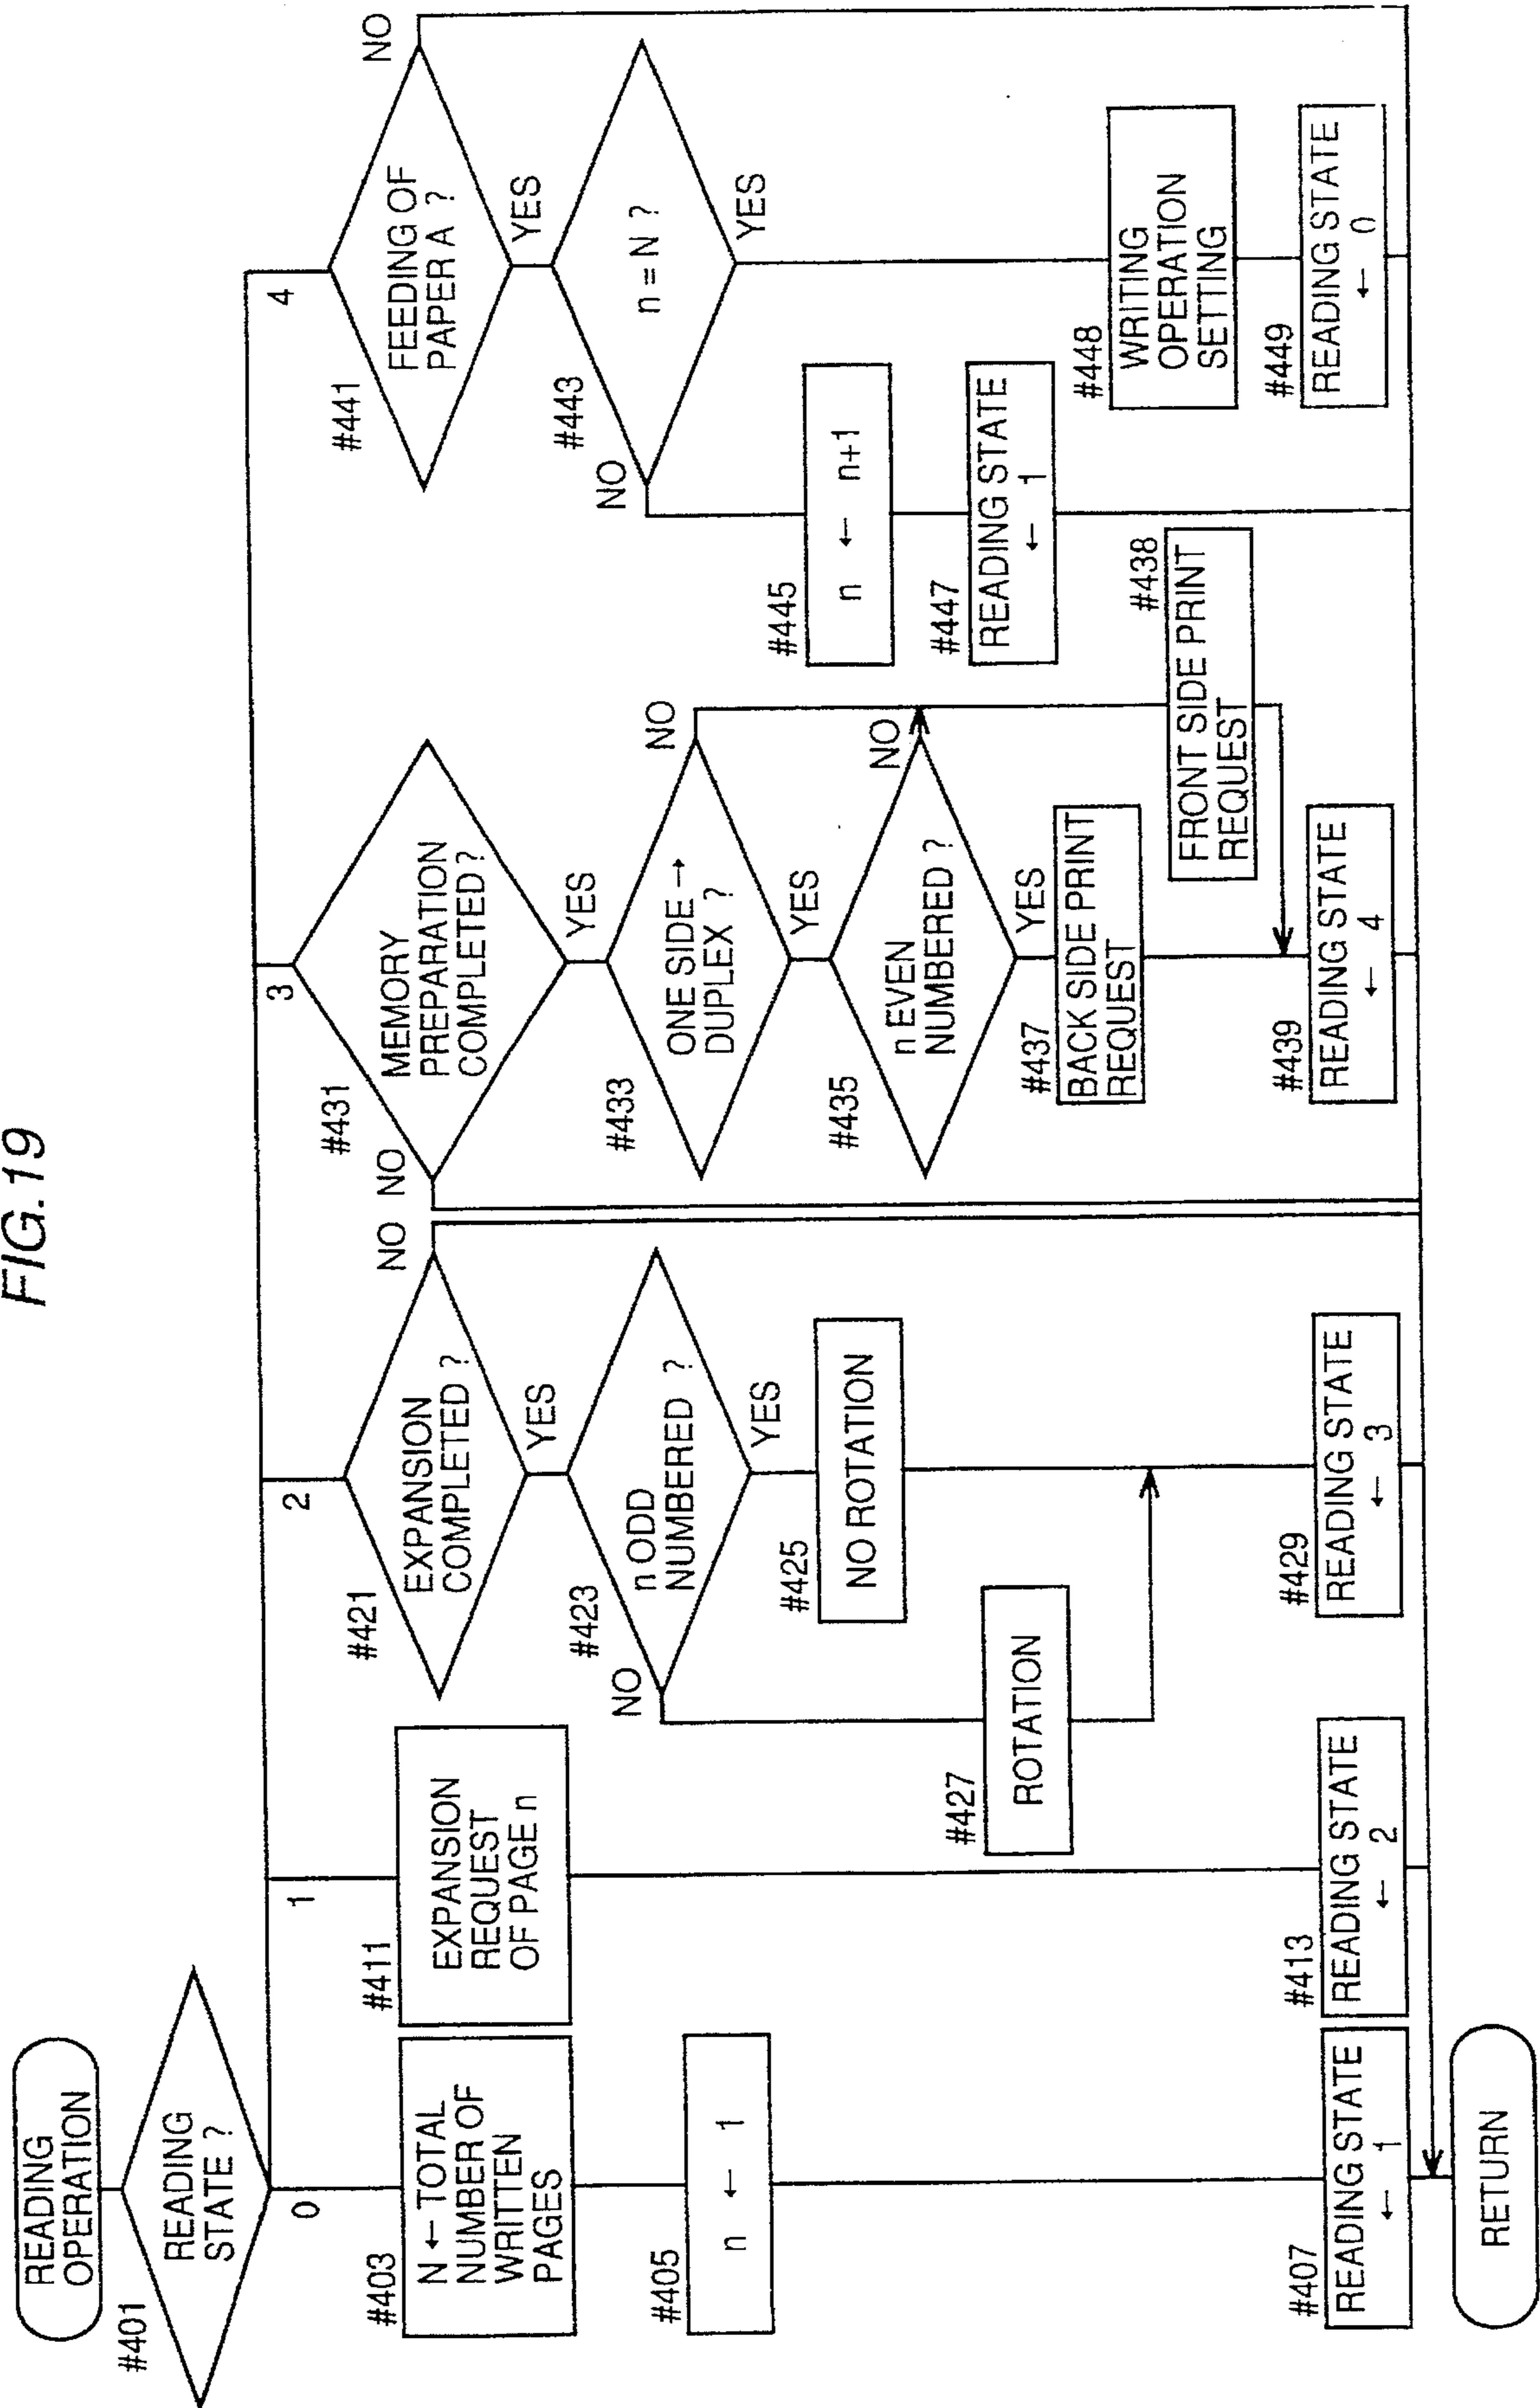 FIG.19
READING
OPERATION
#401
READING
STATE ?
0
#403
N ← TOTAL
NUMBER OF
WRITTEN
PAGES
#405
n ← 1
#407
READING STATE
← 1
RETURN
1
#411
EXPANSION
REQUEST
OF PAGE n
#413
READING STATE
← 2
2
#421
EXPANSION
COMPLETED ?
NO
YES
#423
n ODD
NUMBERED ?
NO
YES
#425
NO ROTATION
#427
ROTATION
#429
READING STATE
← 3
3
#431
MEMORY
PREPARATION
COMPLETED ?
NO
YES
#433
ONE SIDE →
DUPLEX ?
NO
YES
#435
n EVEN
NUMBERED ?
NO
YES
#437
BACK SIDE PRINT
REQUEST
#438
FRONT SIDE PRINT
REQUEST
#439
READING STATE
← 4
4
#441
FEEDING OF
PAPER A ?
NO
YES
#443
n = N ?
NO
YES
#445
n ← n+1
#447
READING STATE
← 1
#448
WRITING
OPERATION
SETTING
#449
READING STATE
← 0